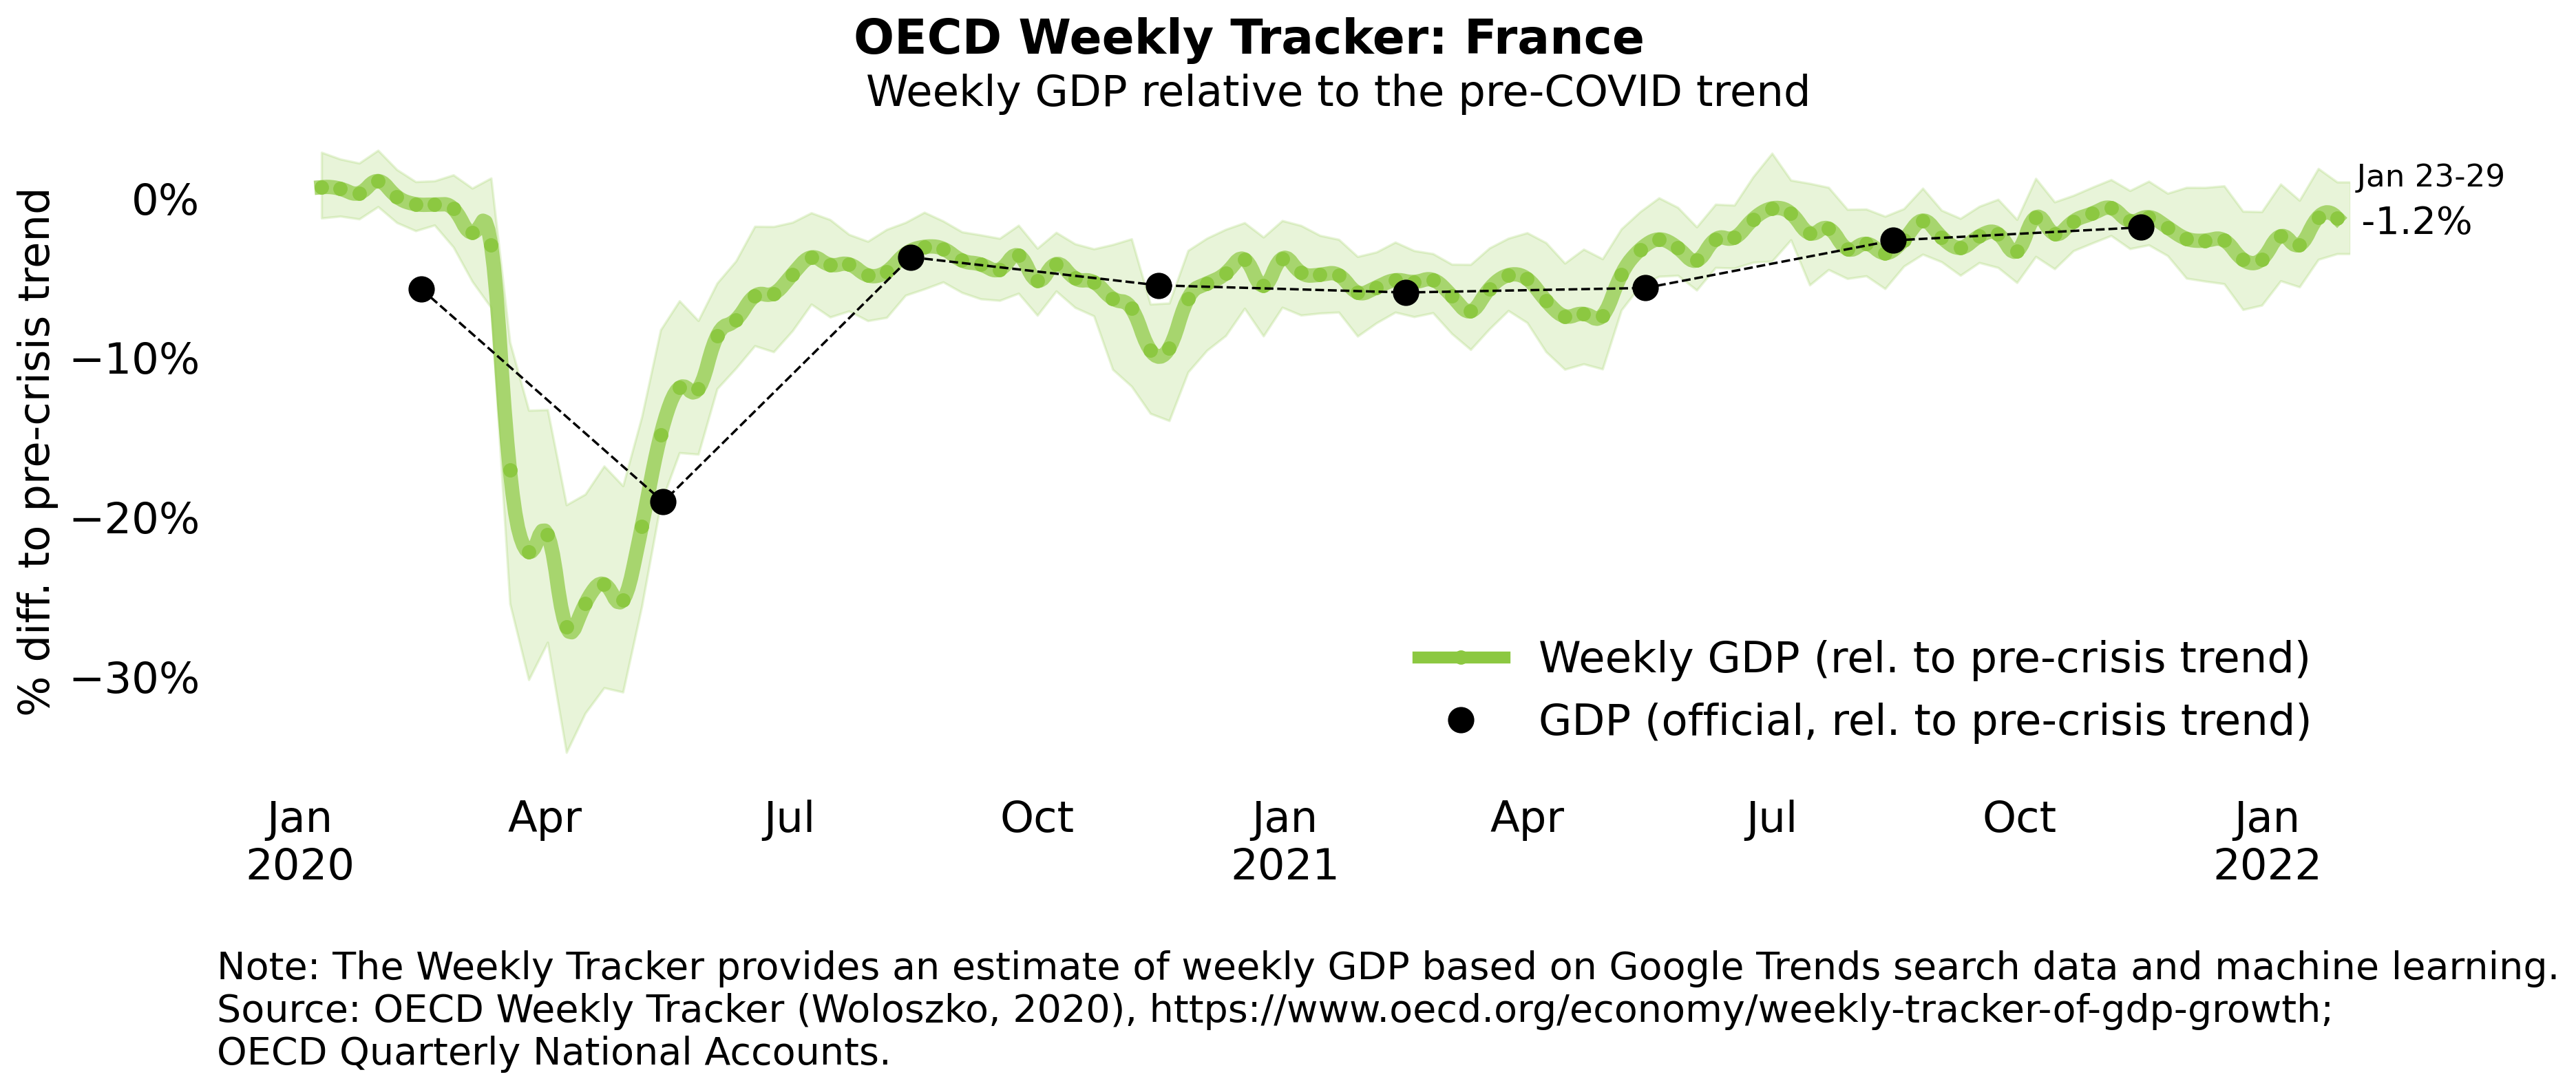 OECD Weekly Tracker: France
Weekly GDP relative to the pre-COVID trend
% diff. to pre-crisis trend
0%
−10%
−20%
−30%
Jan 23-29
-1.2%
Weekly GDP (rel. to pre-crisis trend)
GDP (official, rel. to pre-crisis trend)
Jan Apr Jul Oct Jan Apr Jul Oct Jan
2020 2021 2022
Note: The Weekly Tracker provides an estimate of weekly GDP based on Google Trends search data and machine learning.
Source: OECD Weekly Tracker (Woloszko, 2020), https://www.oecd.org/economy/weekly-tracker-of-gdp-growth;
OECD Quarterly National Accounts.